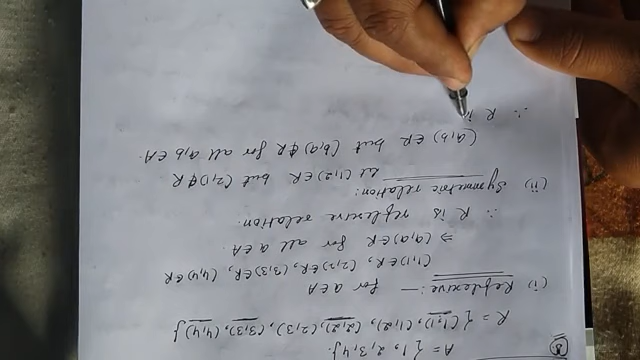 (8)
A = {1, 2, 3, 4}.
R = {(1,1), (1,2), (2,2), (2,3), (3,3), (4,4)}
(i) Reflexive: — for a ∈ A
(1,1) ∈ R, (2,2) ∈ R, (3,3) ∈ R, (4,4) ∈ R
⇒ (a,a) ∈ R for all a ∈ A.
∴ R is reflexive relation.
(ii) Symmetric relation:
Let (1,2) ∈ R but (2,1) ∉ R
(a,b) ∈ R but (b,a) ∉ R for all a,b ∈ A.
∴ R is